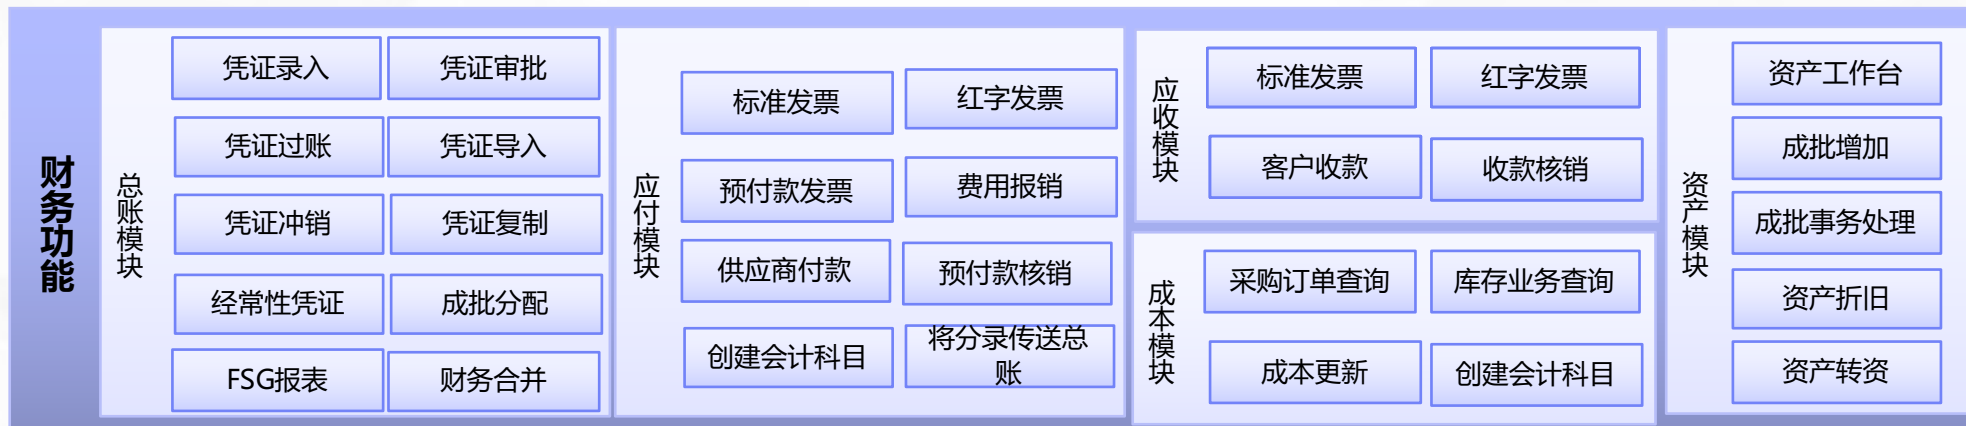 财务功能
总账模块
凭证录入
凭证审批
凭证过账
凭证导入
凭证冲销
凭证复制
经常性凭证
成批分配
FSG报表
财务合并
应付模块
标准发票
红字发票
预付款发票
费用报销
供应商付款
预付款核销
创建会计科目
将分录传送总
账
应收模块
标准发票
红字发票
客户收款
收款核销
成本模块
采购订单查询
库存业务查询
成本更新
创建会计科目
资产模块
资产工作台
成批增加
成批事务处理
资产折旧
资产转资